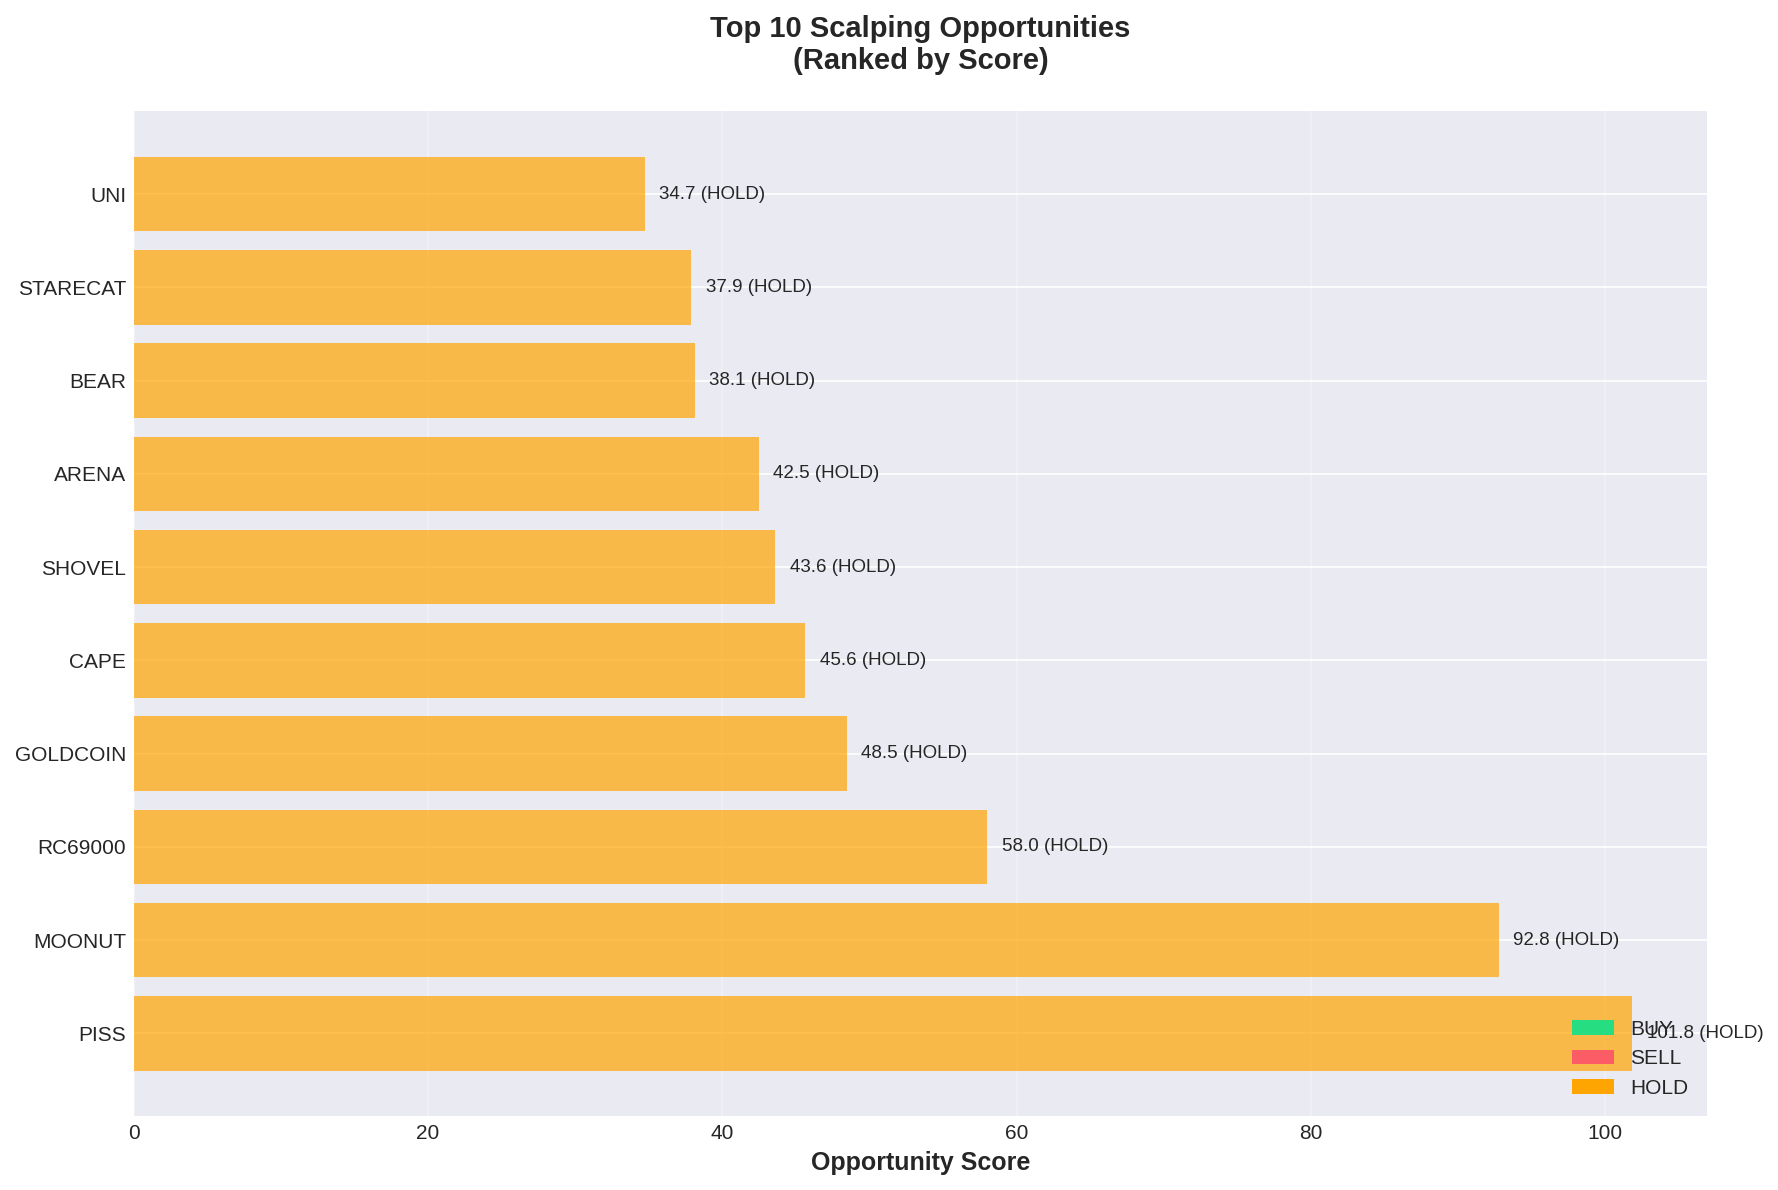 Top 10 Scalping Opportunities
(Ranked by Score)
UNI
34.7 (HOLD)
STARECAT
37.9 (HOLD)
BEAR
38.1 (HOLD)
ARENA
42.5 (HOLD)
SHOVEL
43.6 (HOLD)
CAPE
45.6 (HOLD)
GOLDCOIN
48.5 (HOLD)
RC69000
58.0 (HOLD)
MOONUT
92.8 (HOLD)
PISS
101.8 (HOLD)
BUY
SELL
HOLD
0 20 40 60 80 100
Opportunity Score